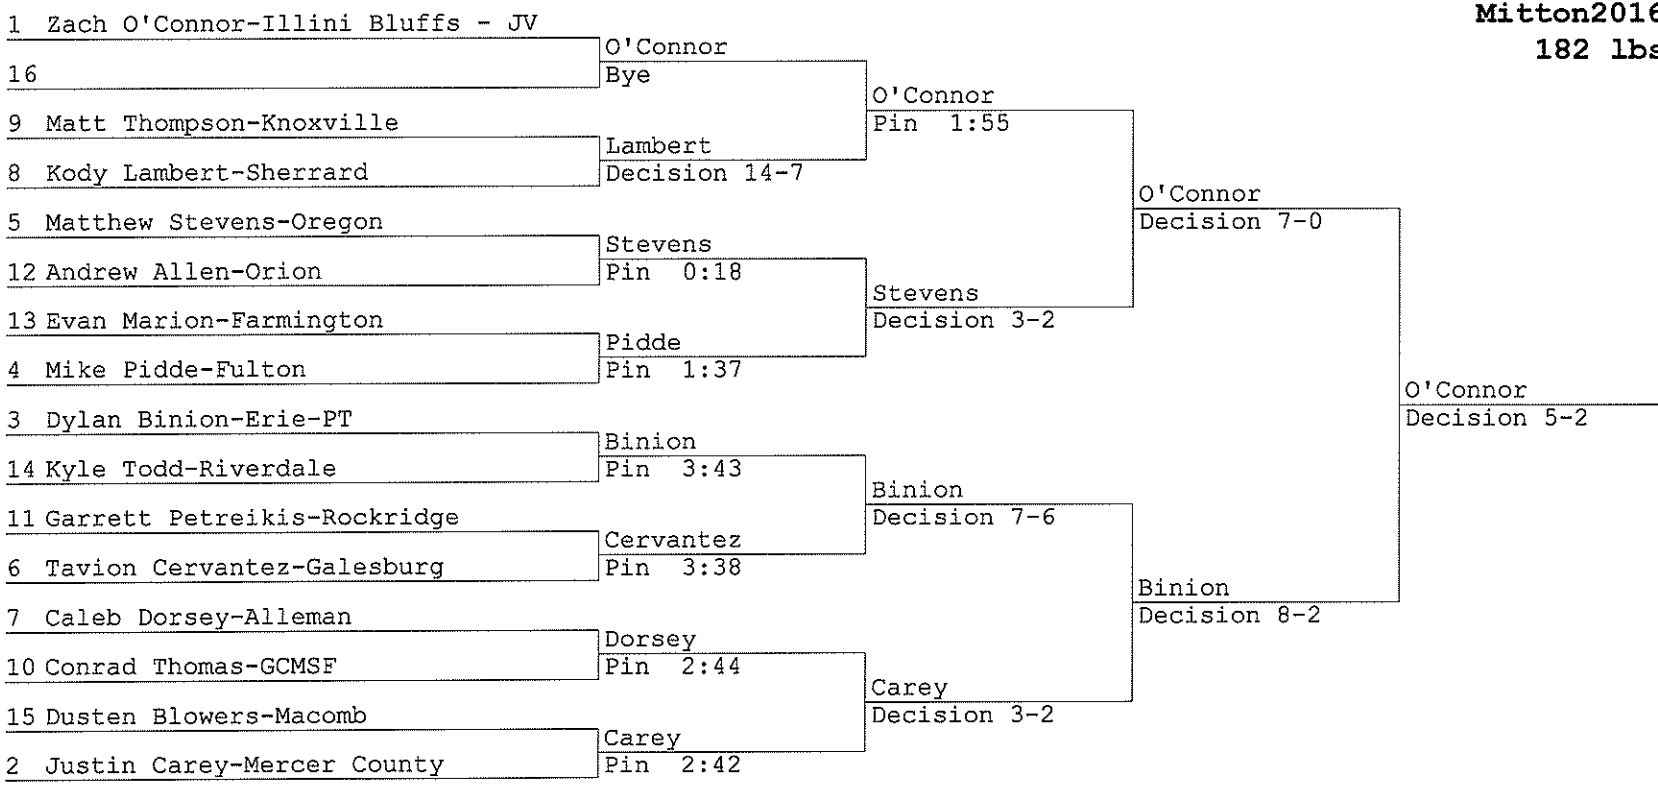 Mitton2016
182 lbs
1 Zach O'Connor-Illini Bluffs - JV
16
9 Matt Thompson-Knoxville
8 Kody Lambert-Sherrard
5 Matthew Stevens-Oregon
12 Andrew Allen-Orion
13 Evan Marion-Farmington
4 Mike Pidde-Fulton
3 Dylan Binion-Erie-PT
14 Kyle Todd-Riverdale
11 Garrett Petreikis-Rockridge
6 Tavion Cervantez-Galesburg
7 Caleb Dorsey-Alleman
10 Conrad Thomas-GCMSF
15 Dusten Blowers-Macomb
2 Justin Carey-Mercer County
O'Connor
Bye
Lambert
Decision 14-7
Stevens
Pin 0:18
Pidde
Pin 1:37
Binion
Pin 3:43
Cervantez
Pin 3:38
Dorsey
Pin 2:44
Carey
Pin 2:42
O'Connor
Pin 1:55
Stevens
Decision 3-2
Binion
Decision 7-6
Carey
Decision 3-2
O'Connor
Decision 7-0
Binion
Decision 8-2
O'Connor
Decision 5-2